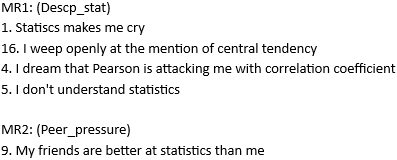 MR1: (Descp_stat)
1. Statiscs makes me cry
16. I weep openly at the mention of central tendency
4. I dream that Pearson is attacking me with correlation coefficient
5. I don't understand statistics
MR2: (Peer_pressure)
9. My friends are better at statistics than me